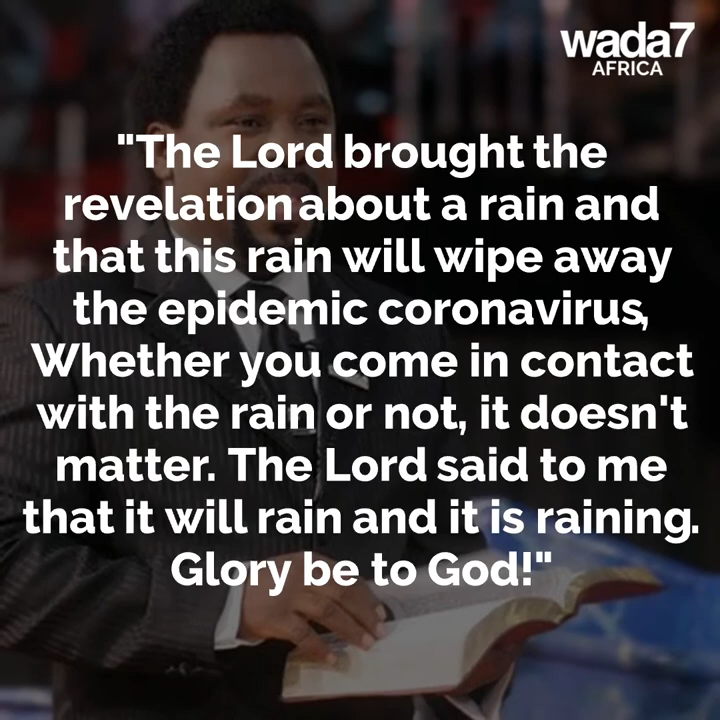 wada7
AFRICA
"The Lord brought the
revelation about a rain and
that this rain will wipe away
the epidemic coronavirus,
Whether you come in contact
with the rain or not, it doesn't
matter. The Lord said to me
that it will rain and it is raining.
Glory be to God!"